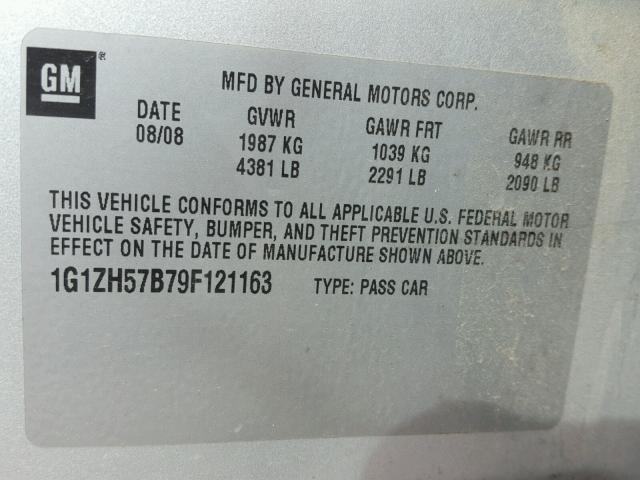 GM®
MFD BY GENERAL MOTORS CORP.
DATE GVWR GAWR FRT GAWR RR
08/08 1987 KG 1039 KG 948 KG
4381 LB 2291 LB 2090 LB
THIS VEHICLE CONFORMS TO ALL APPLICABLE U.S. FEDERAL MOTOR
VEHICLE SAFETY, BUMPER, AND THEFT PREVENTION STANDARDS IN
EFFECT ON THE DATE OF MANUFACTURE SHOWN ABOVE.
1G1ZH57B79F121163 TYPE: PASS CAR